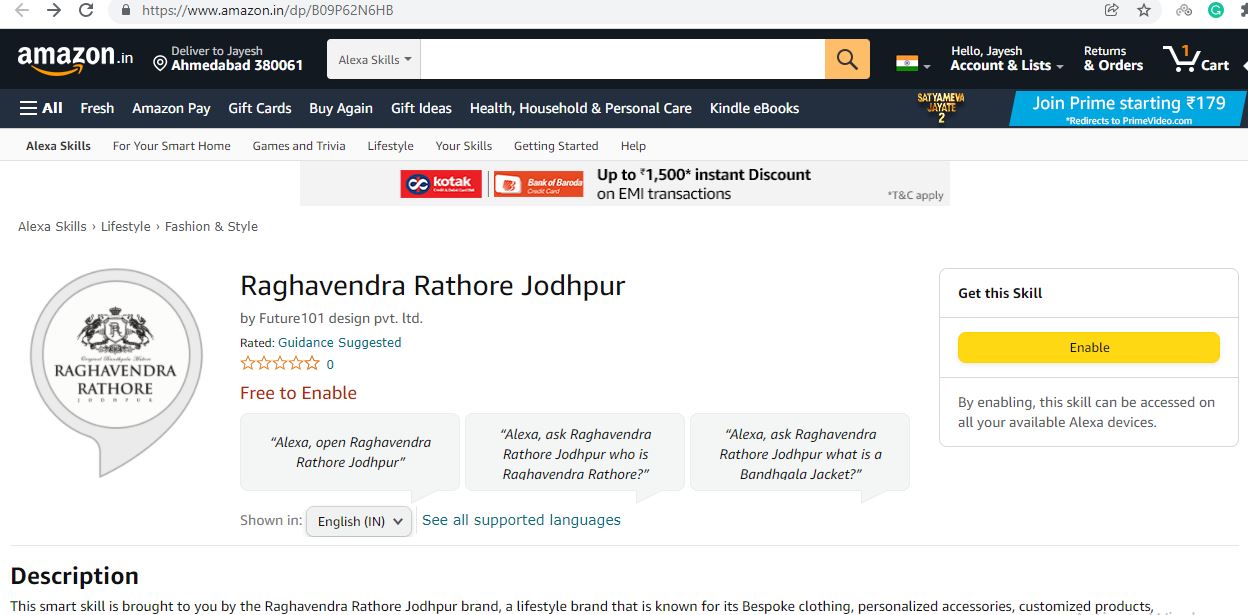 https://www.amazon.in/dp/B09P62N6HB
amazon.in
Deliver to Jayesh
Ahmedabad 380061
Alexa Skills
Hello, Jayesh
Account & Lists
Returns
& Orders
1
Cart
All
Fresh
Amazon Pay
Gift Cards
Buy Again
Gift Ideas
Health, Household & Personal Care
Kindle eBooks
SATYAMEVA
JAYATE
2
Join Prime starting ₹179
*Redirects to PrimeVideo.com
Alexa Skills
For Your Smart Home
Games and Trivia
Lifestyle
Your Skills
Getting Started
Help
kotak
Credit & Debit Card EMI
Bank of Baroda
Credit Card
Up to ₹1,500* instant Discount
on EMI transactions
*T&C apply
Alexa Skills › Lifestyle › Fashion & Style
R
Original Bandhgala Makers
RAGHAVENDRA
RATHORE
JODHPUR
Raghavendra Rathore Jodhpur
by Future101 design pvt. ltd.
Rated: Guidance Suggested
0
Free to Enable
“Alexa, open Raghavendra
Rathore Jodhpur”
“Alexa, ask Raghavendra
Rathore Jodhpur who is
Raghavendra Rathore?”
“Alexa, ask Raghavendra
Rathore Jodhpur what is a
Bandhgala Jacket?”
Shown in:
English (IN)
See all supported languages
Get this Skill
Enable
By enabling, this skill can be accessed on
all your available Alexa devices.
Description
This smart skill is brought to you by the Raghavendra Rathore Jodhpur brand, a lifestyle brand that is known for its Bespoke clothing, personalized accessories, customized products,